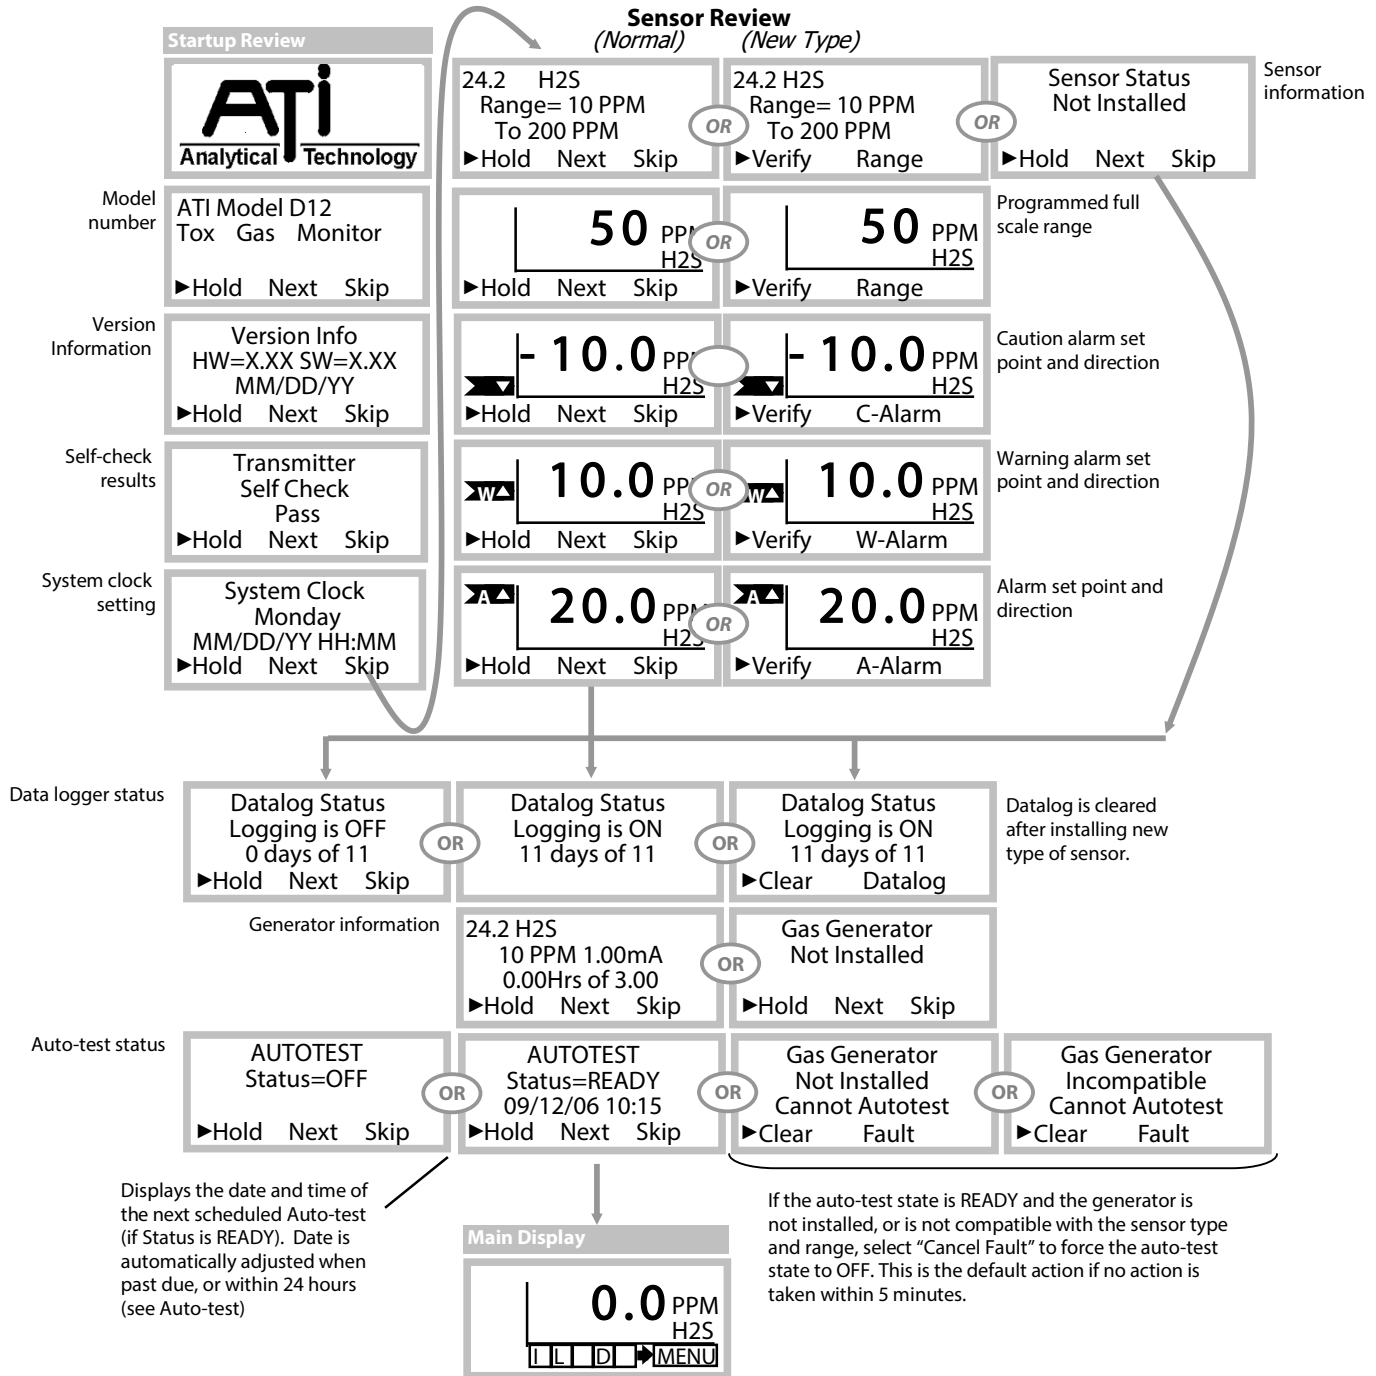 Sensor Review
(Normal) (New Type)
Startup Review
ATi
Analytical Technology
24.2 H2S
Range= 10 PPM
To 200 PPM
►Hold Next Skip
OR
24.2 H2S
Range= 10 PPM
To 200 PPM
►Verify Range
OR
Sensor Status
Not Installed
►Hold Next Skip
Sensor
information
Model
number
ATI Model D12
Tox Gas Monitor
►Hold Next Skip
50 PPM
H2S
►Hold Next Skip
OR
50 PPM
H2S
►Verify Range
Programmed full
scale range
Version
Information
Version Info
HW=X.XX SW=X.XX
MM/DD/YY
►Hold Next Skip
-10.0 PPM
H2S
►Hold Next Skip
-10.0 PPM
H2S
►Verify C-Alarm
Caution alarm set
point and direction
Self-check
results
Transmitter
Self Check
Pass
►Hold Next Skip
W 10.0 PPM
H2S
►Hold Next Skip
OR
W 10.0 PPM
H2S
►Verify W-Alarm
Warning alarm set
point and direction
System clock
setting
System Clock
Monday
MM/DD/YY HH:MM
►Hold Next Skip
A 20.0 PPM
H2S
►Hold Next Skip
OR
A 20.0 PPM
H2S
►Verify A-Alarm
Alarm set point and
direction
Data logger status
Datalog Status
Logging is OFF
0 days of 11
►Hold Next Skip
OR
Datalog Status
Logging is ON
11 days of 11
OR
Datalog Status
Logging is ON
11 days of 11
►Clear Datalog
Datalog is cleared
after installing new
type of sensor.
Generator information
24.2 H2S
10 PPM 1.00mA
0.00Hrs of 3.00
►Hold Next Skip
OR
Gas Generator
Not Installed
►Hold Next Skip
Auto-test status
AUTOTEST
Status=OFF
►Hold Next Skip
OR
AUTOTEST
Status=READY
09/12/06 10:15
►Hold Next Skip
OR
Gas Generator
Not Installed
Cannot Autotest
►Clear Fault
OR
Gas Generator
Incompatible
Cannot Autotest
►Clear Fault
Displays the date and time of
the next scheduled Auto-test
(if Status is READY). Date is
automatically adjusted when
past due, or within 24 hours
(see Auto-test)
If the auto-test state is READY and the generator is
not installed, or is not compatible with the sensor type
and range, select “Cancel Fault” to force the auto-test
state to OFF. This is the default action if no action is
taken within 5 minutes.
Main Display
0.0 PPM
H2S
I L D MENU